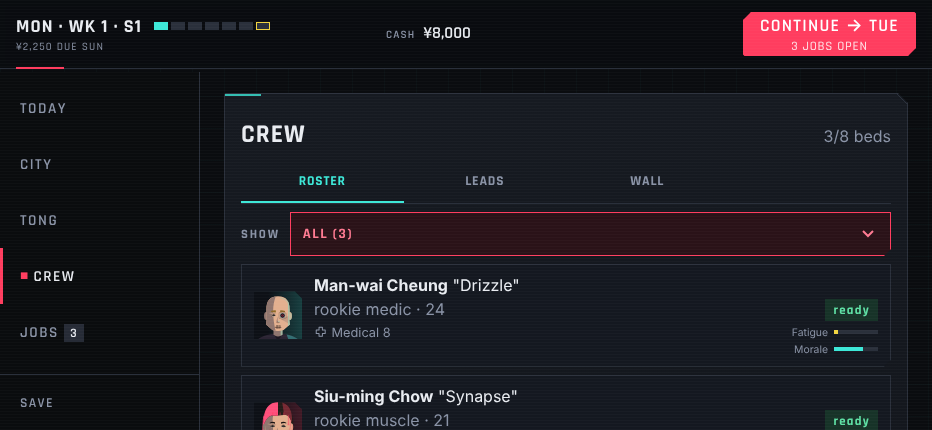 MON · WK 1 · S1
¥2,250 DUE SUN
CASH ¥8,000
CONTINUE → TUE
3 JOBS OPEN
TODAY
CITY
TONG
CREW
JOBS 3
SAVE
CREW
3/8 beds
ROSTER LEADS WALL
SHOW ALL (3)
Man-wai Cheung "Drizzle"
rookie medic · 24
Medical 8
ready
Fatigue
Morale
Siu-ming Chow "Synapse"
rookie muscle · 21
ready